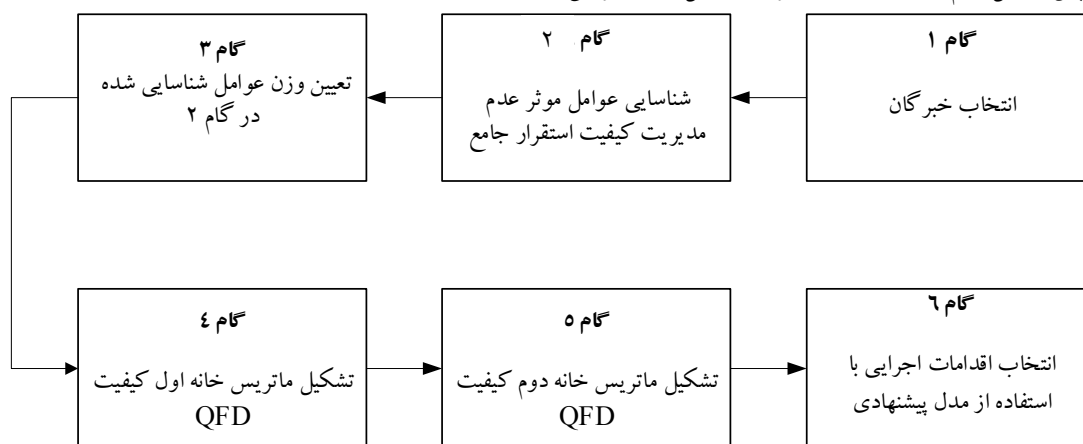 گام ۱
انتخاب خبرگان
گام ۲
شناسایی عوامل موثر عدم
مدیریت کیفیت استقرار جامع
گام ۳
تعیین وزن عوامل شناسایی شده
در گام ۲
گام ٤
تشکیل ماتریس خانه اول کیفیت
QFD
گام ٥
تشکیل ماتریس خانه دوم کیفیت
QFD
گام ٦
انتخاب اقدامات اجرایی با
استفاده از مدل پیشنهادی